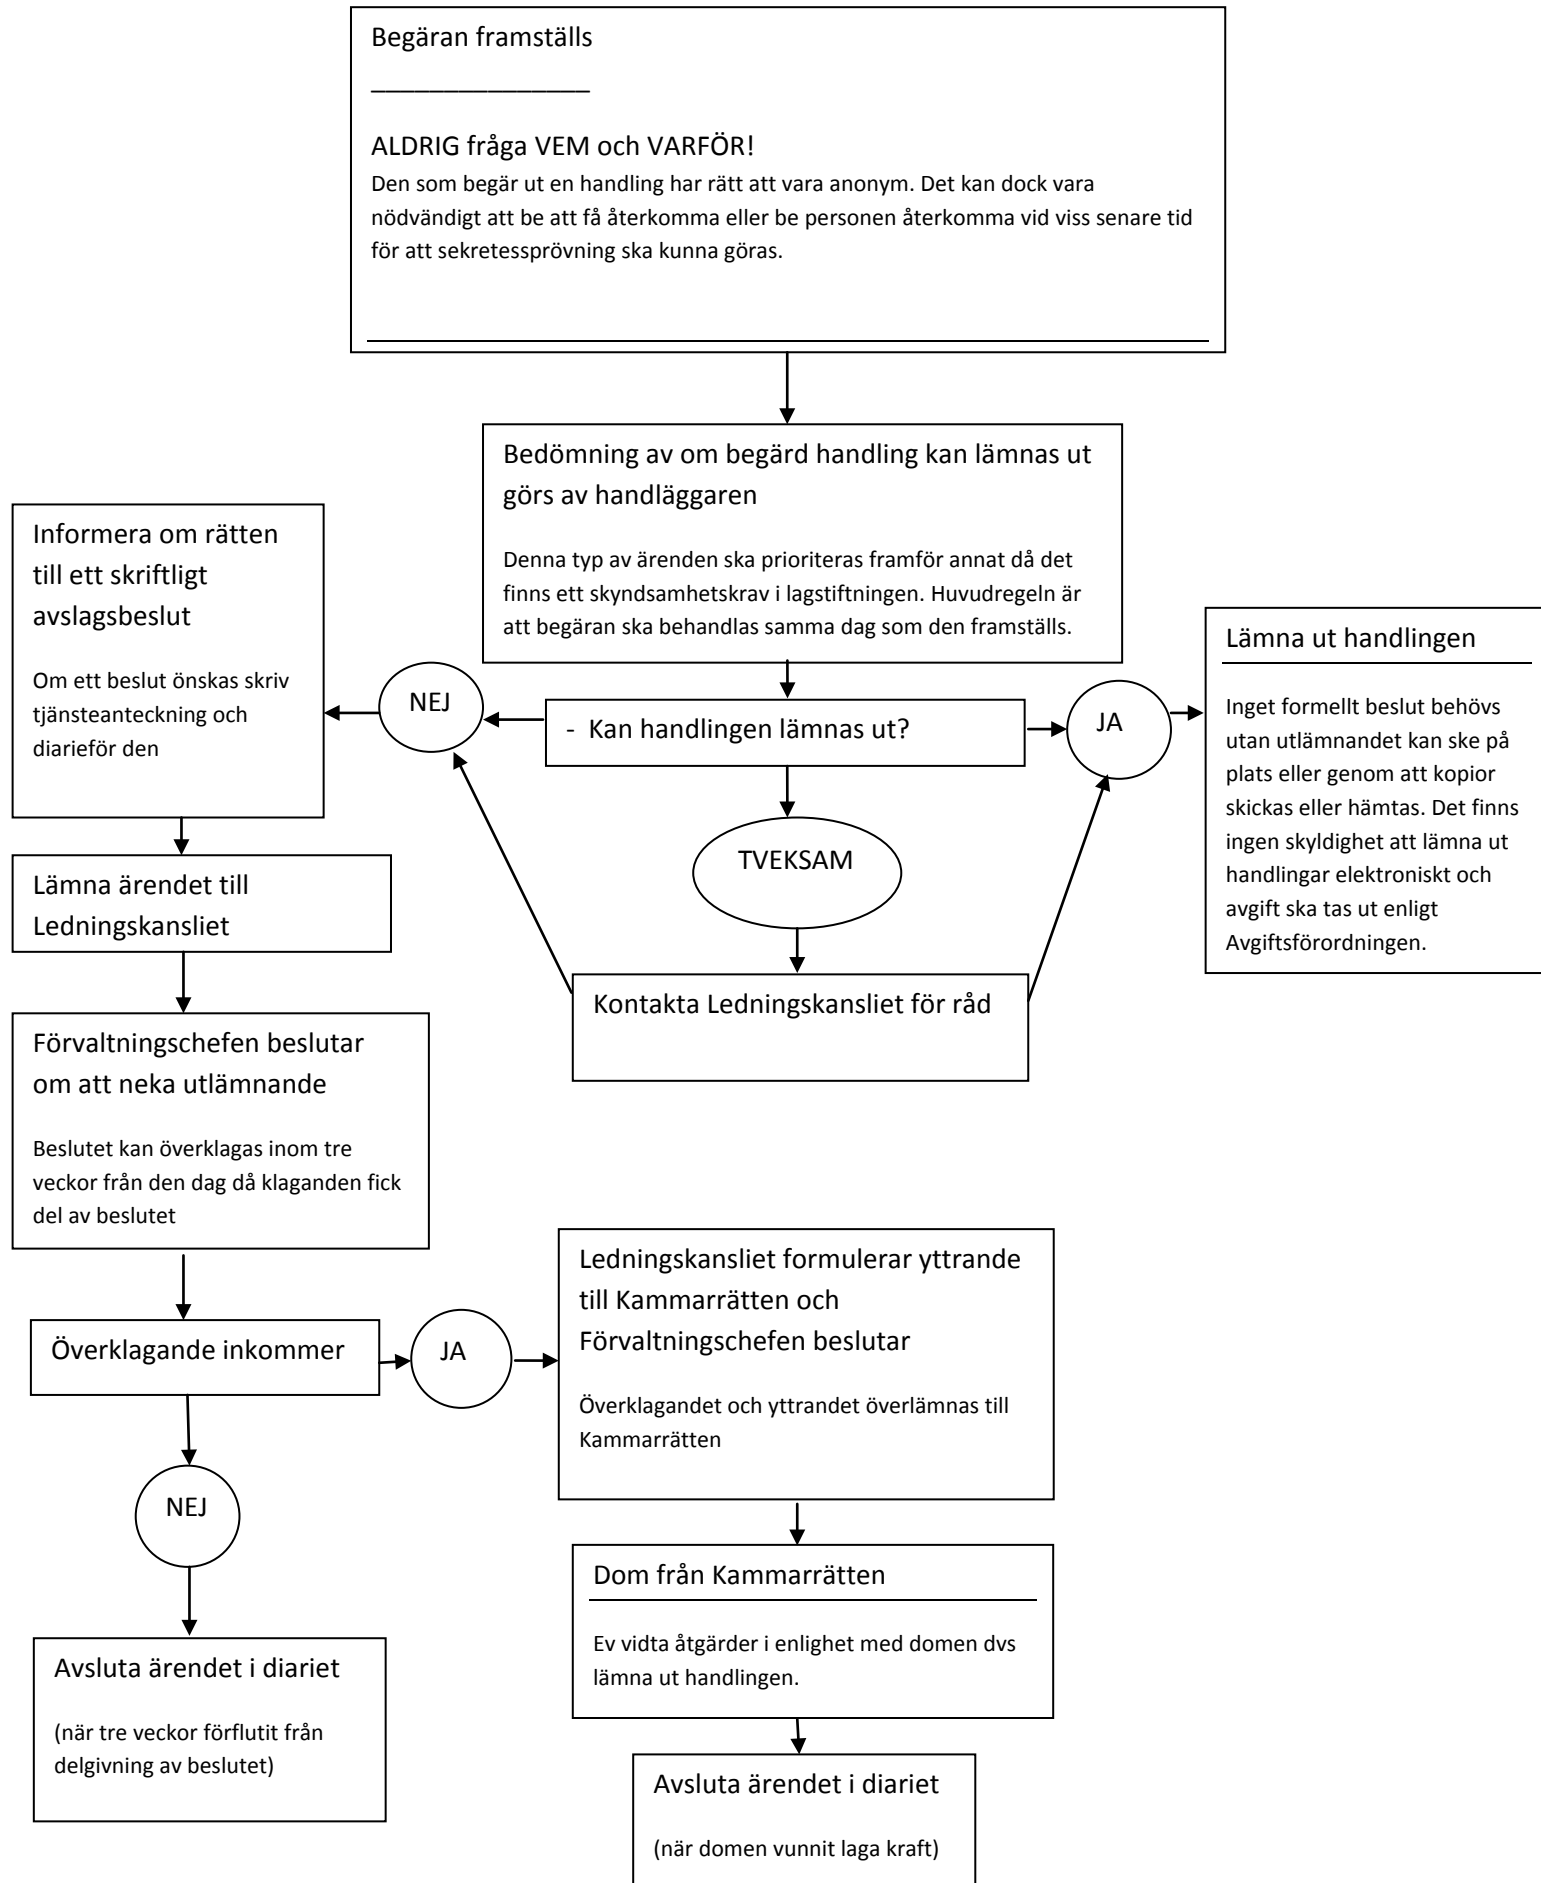 Begäran framställs
_______________
ALDRIG fråga VEM och VARFÖR!
Den som begär ut en handling har rätt att vara anonym. Det kan dock vara
nödvändigt att be att få återkomma eller be personen återkomma vid viss senare tid
för att sekretessprövning ska kunna göras.
Bedömning av om begärd handling kan lämnas ut
görs av handläggaren
Denna typ av ärenden ska prioriteras framför annat då det
finns ett skyndsamhetskrav i lagstiftningen. Huvudregeln är
att begäran ska behandlas samma dag som den framställs.
Informera om rätten
till ett skriftligt
avslagsbeslut
Om ett beslut önskas skriv
tjänsteanteckning och
diarieför den
NEJ
- Kan handlingen lämnas ut?
JA
Lämna ut handlingen
Inget formellt beslut behövs
utan utlämnandet kan ske på
plats eller genom att kopior
skickas eller hämtas. Det finns
ingen skyldighet att lämna ut
handlingar elektroniskt och
avgift ska tas ut enligt
Avgiftsförordningen.
TVEKSAM
Kontakta Ledningskansliet för råd
Lämna ärendet till
Ledningskansliet
Förvaltningschefen beslutar
om att neka utlämnande
Beslutet kan överklagas inom tre
veckor från den dag då klaganden fick
del av beslutet
Överklagande inkommer
JA
Ledningskansliet formulerar yttrande
till Kammarrätten och
Förvaltningschefen beslutar
Överklagandet och yttrandet överlämnas till
Kammarrätten
NEJ
Dom från Kammarrätten
Ev vidta åtgärder i enlighet med domen dvs
lämna ut handlingen.
Avsluta ärendet i diariet
(när tre veckor förflutit från
delgivning av beslutet)
Avsluta ärendet i diariet
(när domen vunnit laga kraft)